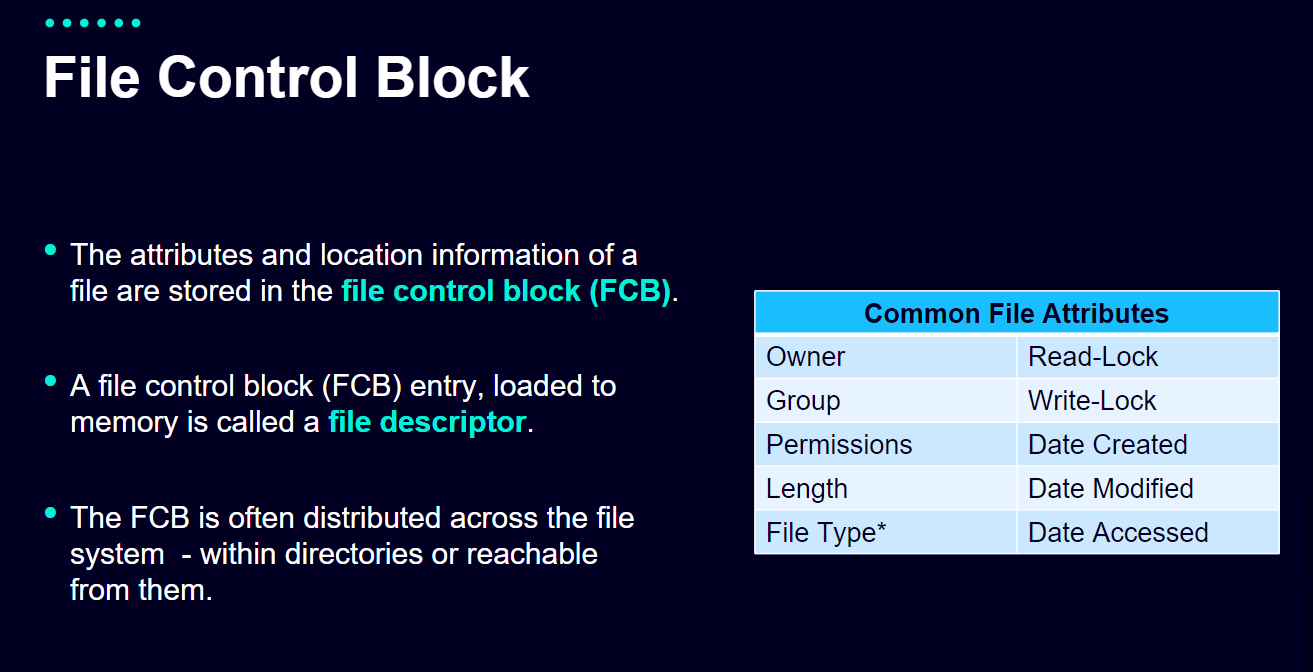 File Control Block
The attributes and location information of a
file are stored in the file control block (FCB).
A file control block (FCB) entry, loaded to
memory is called a file descriptor.
The FCB is often distributed across the file
system - within directories or reachable
from them.
Common File Attributes
Owner Read-Lock
Group Write-Lock
Permissions Date Created
Length Date Modified
File Type* Date Accessed